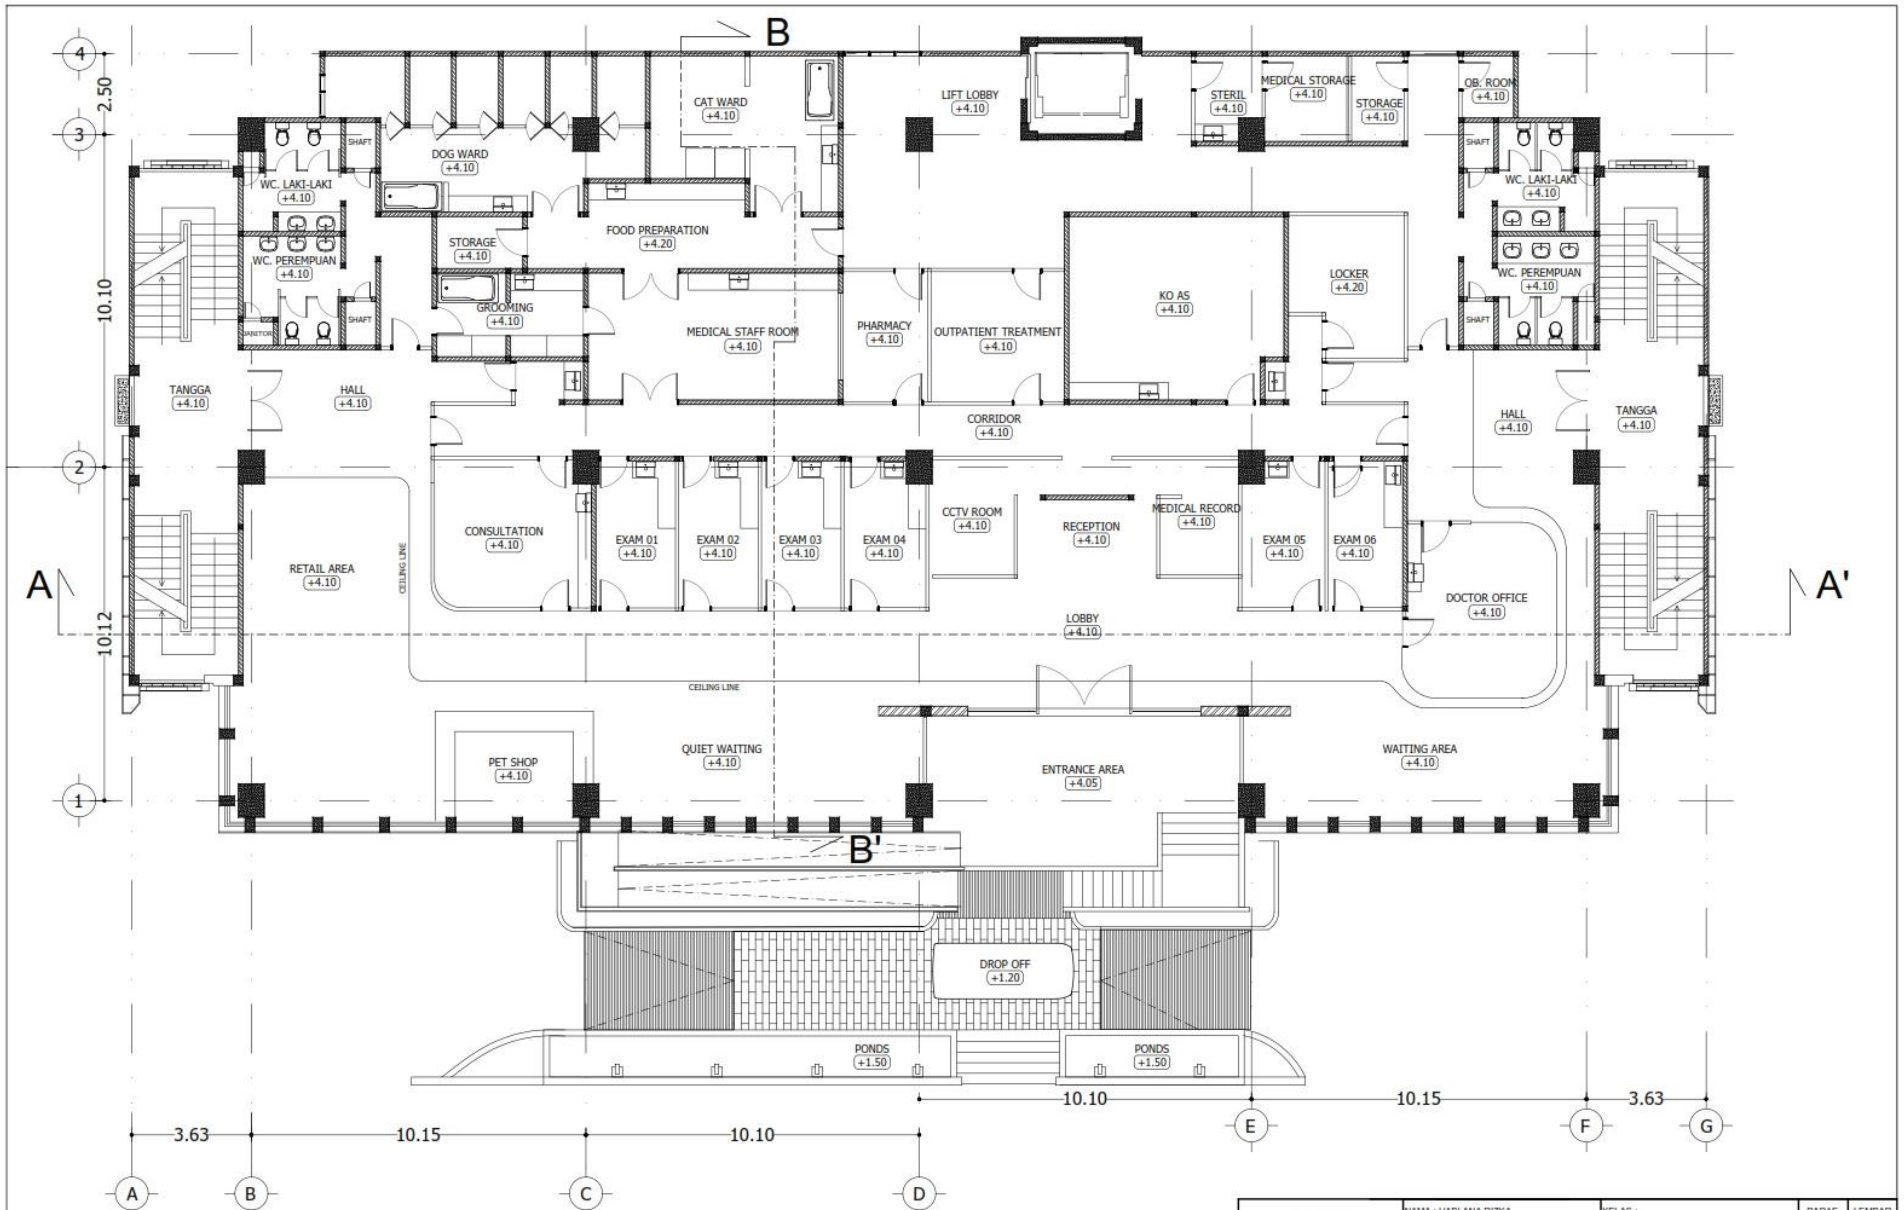 B
4
2.50
3
10.10
2
10.12
1
CAT WARD
+4.10
LIFT LOBBY
+4.10
STERIL
+4.10
MEDICAL STORAGE
+4.10
STORAGE
+4.10
OB. ROOM
+4.10
SHAFT
DOG WARD
+4.10
SHAFT
WC. LAKI-LAKI
+4.10
WC. LAKI-LAKI
+4.10
STORAGE
+4.10
FOOD PREPARATION
+4.20
WC. PEREMPUAN
+4.10
LOCKER
+4.20
WC. PEREMPUAN
+4.10
KO AS
+4.10
GROOMING
+4.10
JANITOR
SHAFT
MEDICAL STAFF ROOM
+4.10
PHARMACY
+4.10
OUTPATIENT TREATMENT
+4.10
SHAFT
TANGGA
+4.10
HALL
+4.10
CORRIDOR
+4.10
HALL
+4.10
TANGGA
+4.10
CONSULTATION
+4.10
EXAM 01
+4.10
EXAM 02
+4.10
EXAM 03
+4.10
EXAM 04
+4.10
CCTV ROOM
+4.10
RECEPTION
+4.10
MEDICAL RECORD
+4.10
EXAM 05
+4.10
EXAM 06
+4.10
RETAIL AREA
+4.10
CEILING LINE
A
A'
DOCTOR OFFICE
+4.10
LOBBY
+4.10
CEILING LINE
PET SHOP
+4.10
QUIET WAITING
+4.10
ENTRANCE AREA
+4.05
WAITING AREA
+4.10
B'
DROP OFF
+1.20
PONDS
+1.50
PONDS
+1.50
10.10
10.15
3.63
3.63
10.15
10.10
E
F
G
A
B
C
D